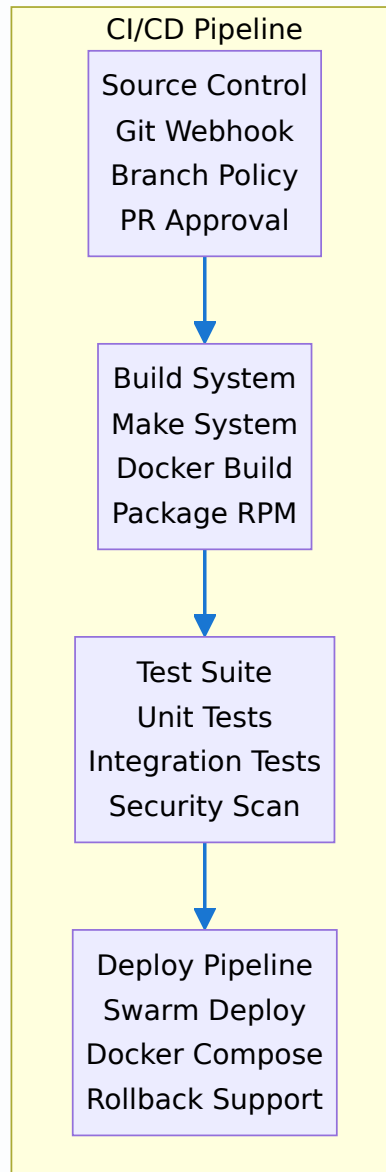 CI/CD Pipeline
Source Control
Git Webhook
Branch Policy
PR Approval
Build System
Make System
Docker Build
Package RPM
Test Suite
Unit Tests
Integration Tests
Security Scan
Deploy Pipeline
Swarm Deploy
Docker Compose
Rollback Support